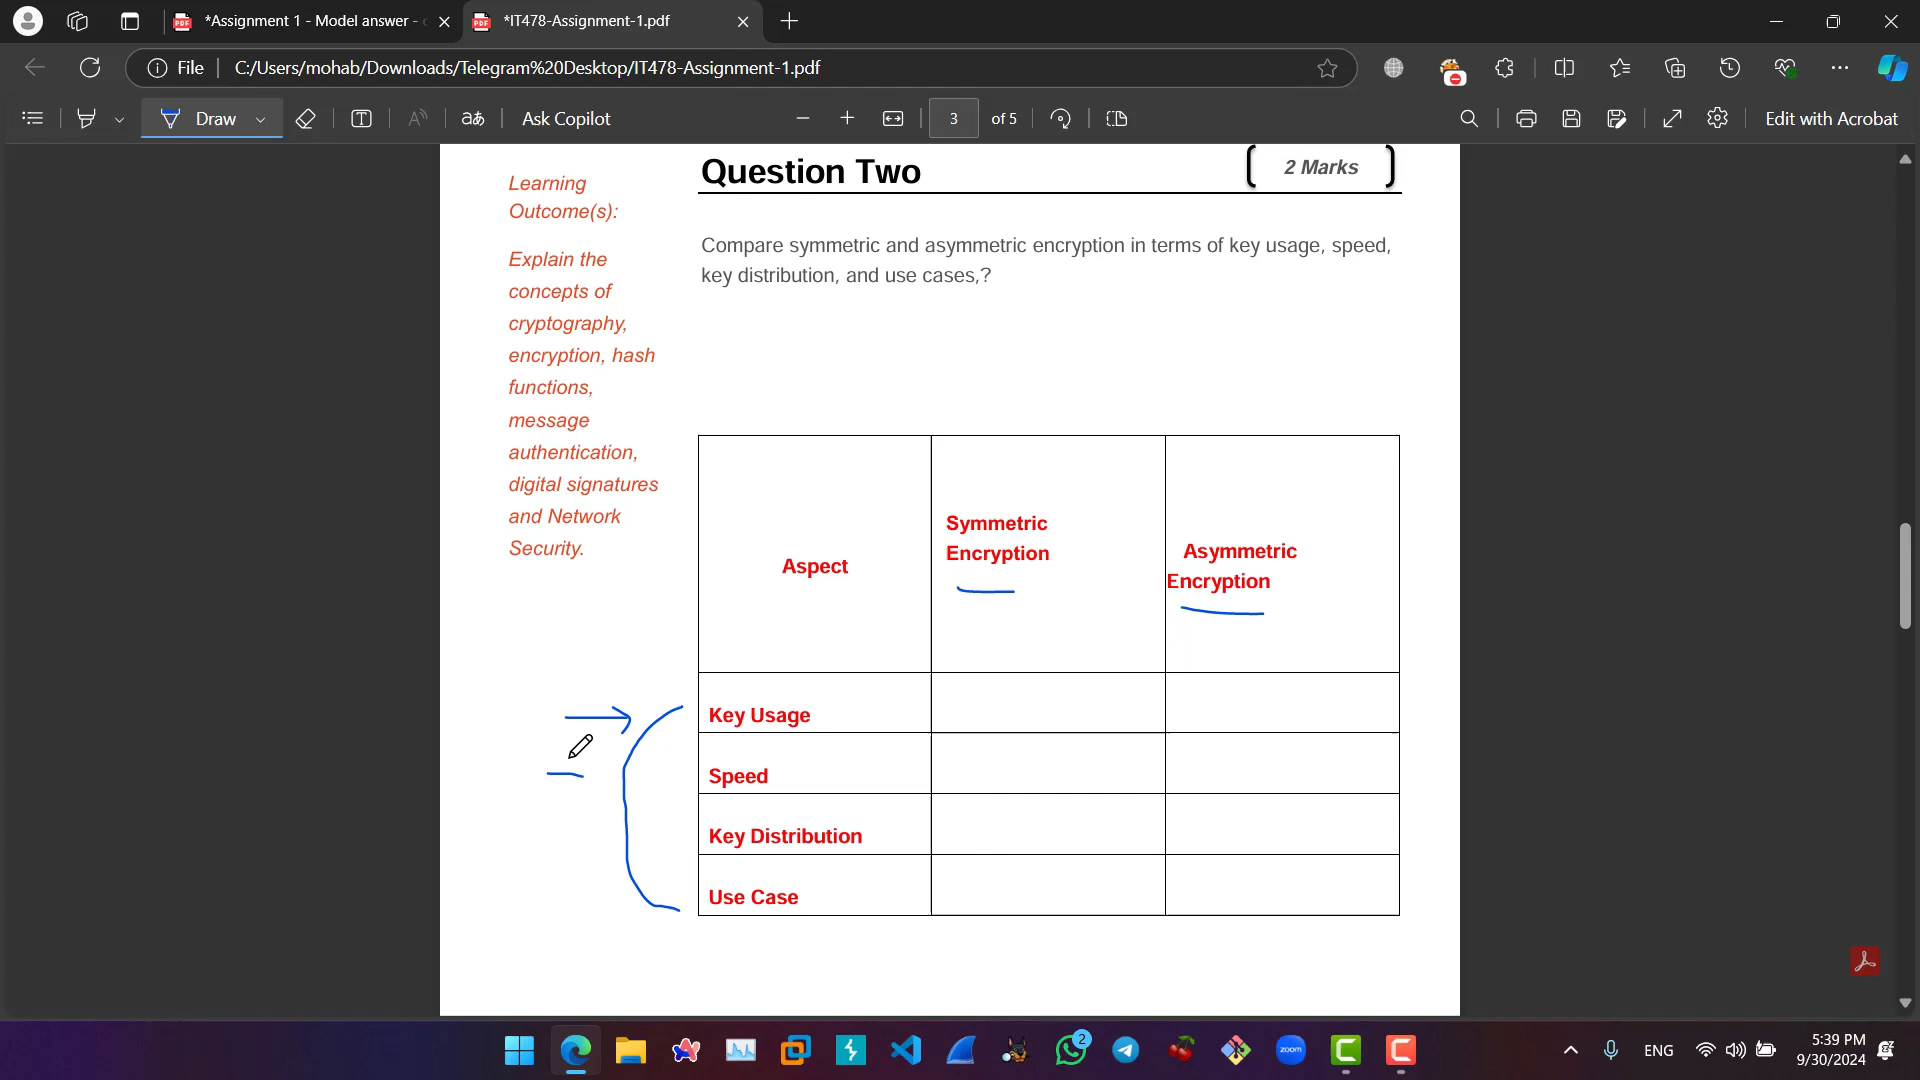 *Assignment 1 - Model answer -
*IT478-Assignment-1.pdf
File
C:/Users/mohab/Downloads/Telegram%20Desktop/IT478-Assignment-1.pdf
Draw
Ask Copilot
3
of 5
Edit with Acrobat
Question Two
2 Marks
Learning
Outcome(s):
Explain the
concepts of
cryptography,
encryption, hash
functions,
message
authentication,
digital signatures
and Network
Security.
Compare symmetric and asymmetric encryption in terms of key usage, speed,
key distribution, and use cases,?
Aspect
Symmetric
Encryption
Asymmetric
Encryption
Key Usage
Speed
Key Distribution
Use Case
2
zoom
ENG
5:39 PM
9/30/2024